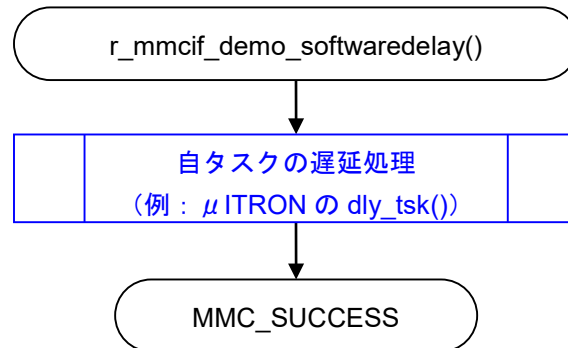 r_mmcif_demo_softwaredelay()
自タスクの遅延処理
（例：μITRON の dly_tsk()）
MMC_SUCCESS